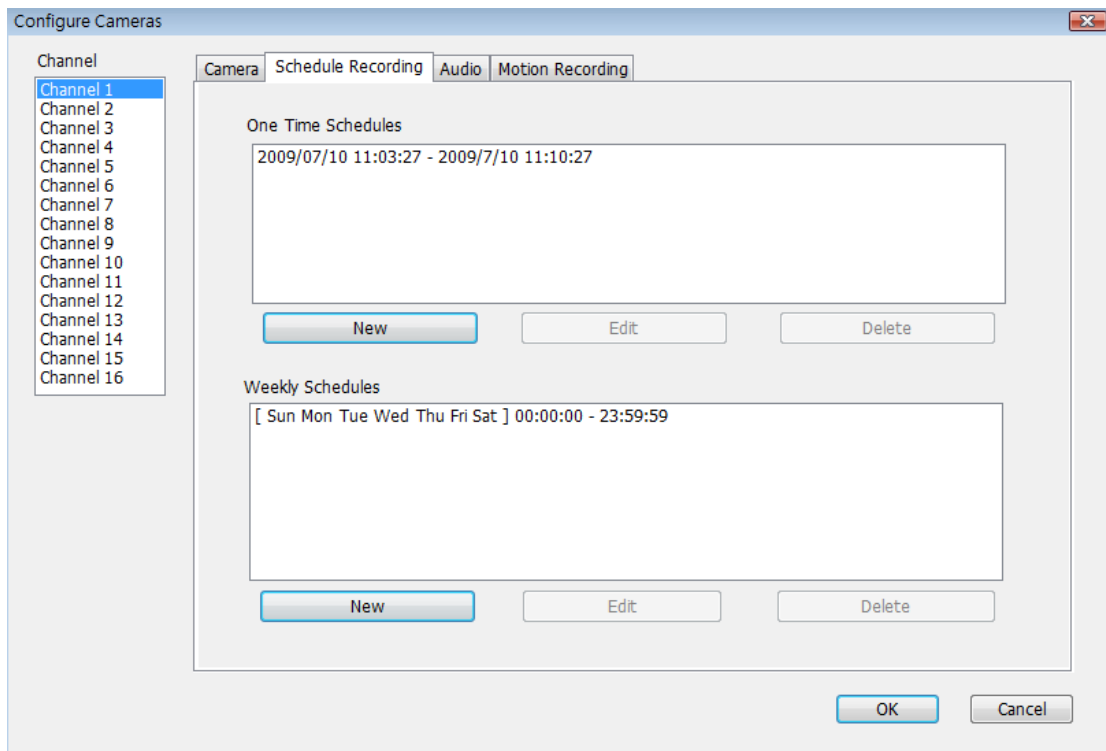 Configure Cameras
Channel
Channel 1
Channel 2
Channel 3
Channel 4
Channel 5
Channel 6
Channel 7
Channel 8
Channel 9
Channel 10
Channel 11
Channel 12
Channel 13
Channel 14
Channel 15
Channel 16
Camera Schedule Recording Audio Motion Recording
One Time Schedules
2009/07/10 11:03:27 - 2009/7/10 11:10:27
New Edit Delete
Weekly Schedules
[ Sun Mon Tue Wed Thu Fri Sat ] 00:00:00 - 23:59:59
New Edit Delete
OK Cancel